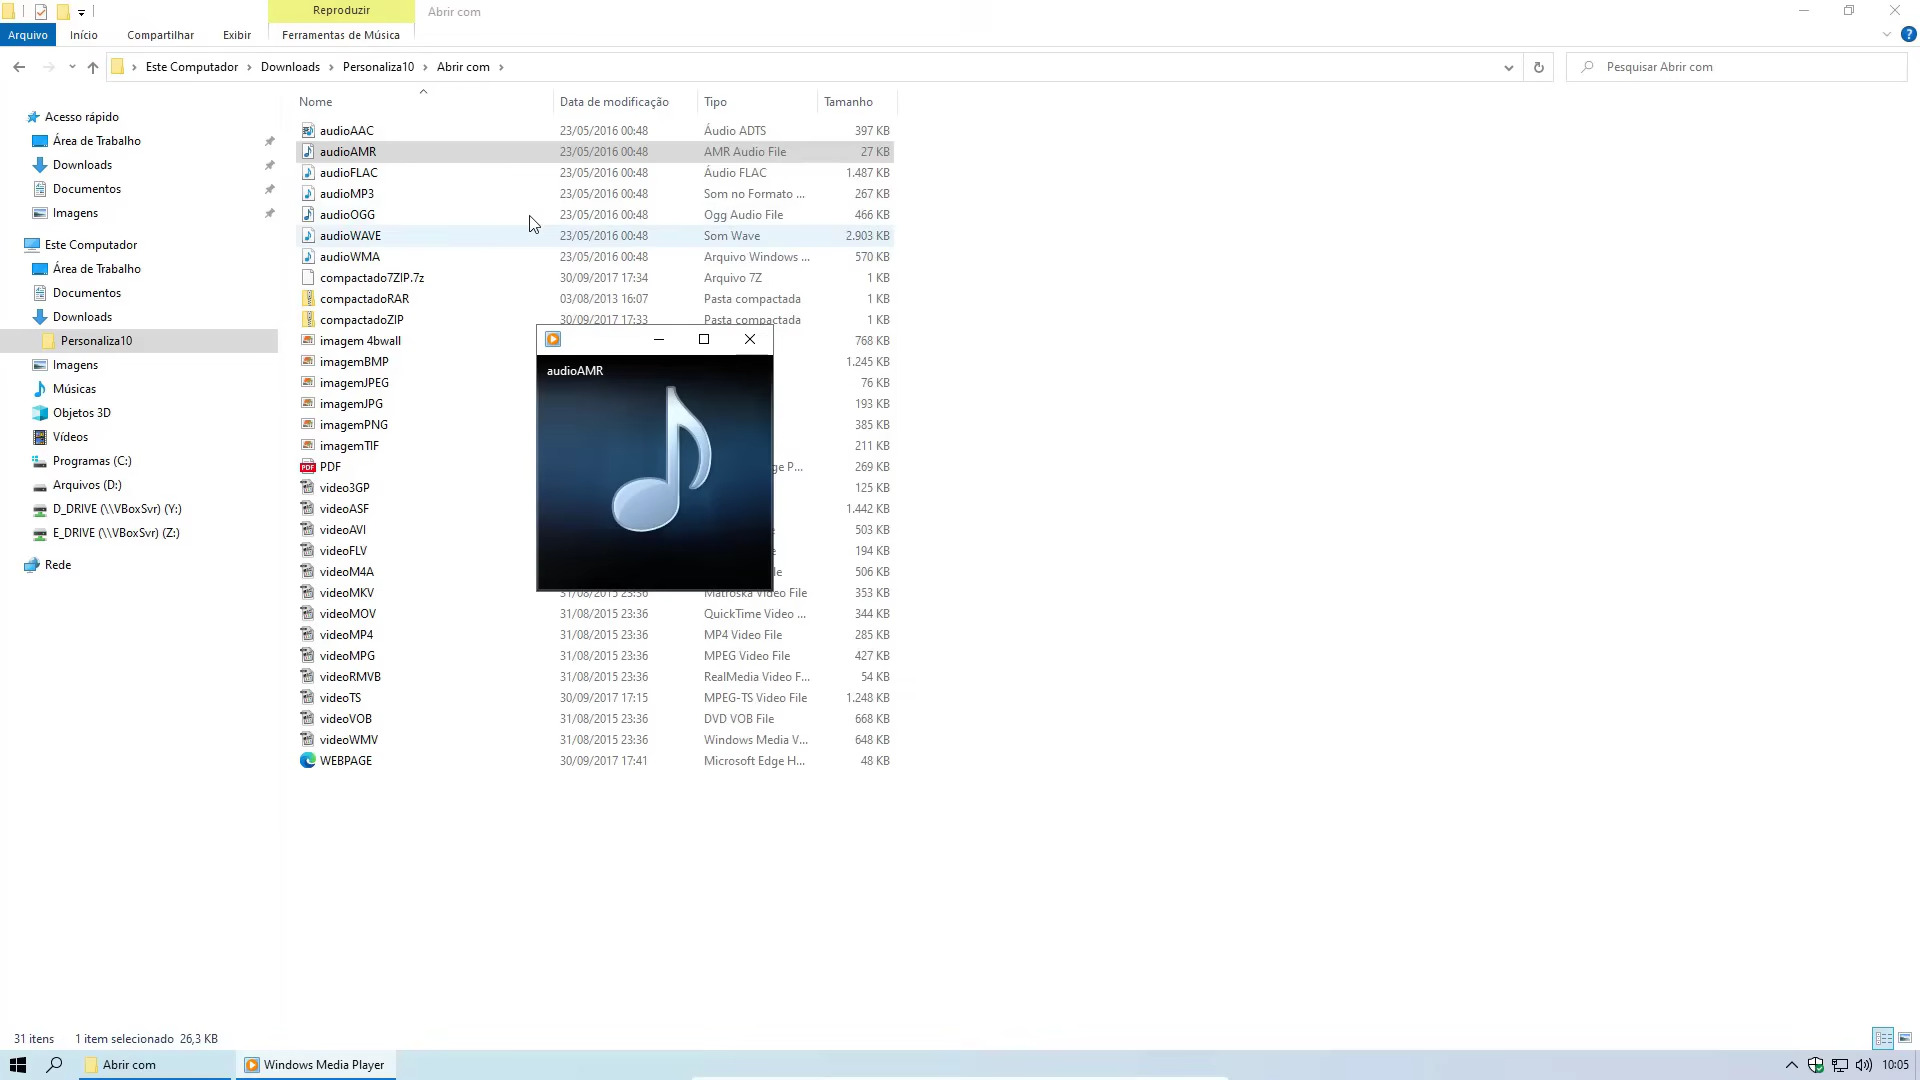 Reproduzir
Abrir com
Arquivo
Início
Compartilhar
Exibir
Ferramentas de Música
Este Computador
Downloads
Personaliza10
Abrir com
Pesquisar Abrir com
Nome
Data de modificação
Tipo
Tamanho
Acesso rápido
Área de Trabalho
Downloads
Documentos
Imagens
Este Computador
Área de Trabalho
Documentos
Downloads
Personaliza10
Imagens
Músicas
Objetos 3D
Vídeos
Programas (C:)
Arquivos (D:)
D_DRIVE (\\VBoxSvr) (Y:)
E_DRIVE (\\VBoxSvr) (Z:)
Rede
audioAAC 23/05/2016 00:48 Áudio ADTS 397 KB
audioAMR 23/05/2016 00:48 AMR Audio File 27 KB
audioFLAC 23/05/2016 00:48 Áudio FLAC 1.487 KB
audioMP3 23/05/2016 00:48 Som no Formato ... 267 KB
audioOGG 23/05/2016 00:48 Ogg Audio File 466 KB
audioWAVE 23/05/2016 00:48 Som Wave 2.903 KB
audioWMA 23/05/2016 00:48 Arquivo Windows ... 570 KB
compactado7ZIP.7z 30/09/2017 17:34 Arquivo 7Z 1 KB
compactadoRAR 03/08/2013 16:07 Pasta compactada 1 KB
compactadoZIP 30/09/2017 17:33 Pasta compactada 1 KB
imagem 4bwall 768 KB
imagemBMP 1.245 KB
imagemJPEG 76 KB
imagemJPG 193 KB
imagemPNG 385 KB
imagemTIF 211 KB
PDF ge P... 269 KB
video3GP 125 KB
videoASF 1.442 KB
videoAVI 503 KB
videoFLV 194 KB
videoM4A 506 KB
videoMKV 31/08/2015 23:36 Matroska Video File 353 KB
videoMOV 31/08/2015 23:36 QuickTime Video ... 344 KB
videoMP4 31/08/2015 23:36 MP4 Video File 285 KB
videoMPG 31/08/2015 23:36 MPEG Video File 427 KB
videoRMVB 31/08/2015 23:36 RealMedia Video F... 54 KB
videoTS 30/09/2017 17:15 MPEG-TS Video File 1.248 KB
videoVOB 31/08/2015 23:36 DVD VOB File 668 KB
videoWMV 31/08/2015 23:36 Windows Media V... 648 KB
WEBPAGE 30/09/2017 17:41 Microsoft Edge H... 48 KB
audioAMR
31 itens
1 item selecionado 26,3 KB
Abrir com
Windows Media Player
10:05